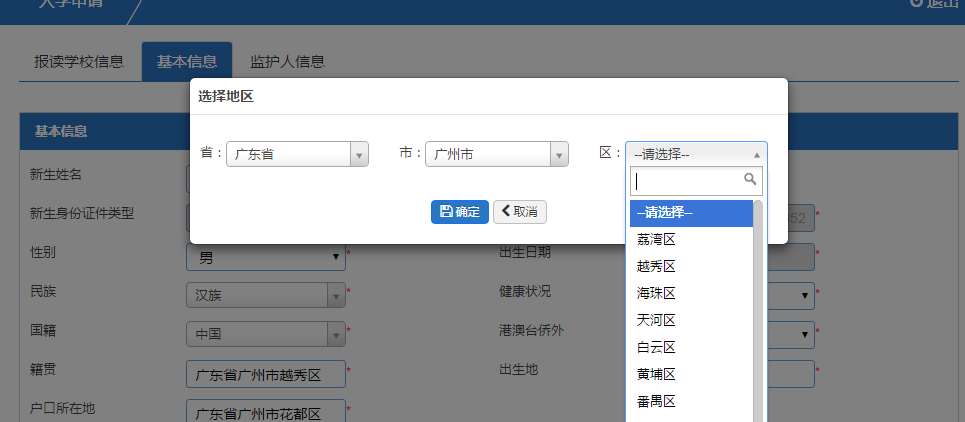 入学申请
退出
报读学校信息 基本信息 监护人信息
选择地区
基本信息
省：广东省 市：广州市 区：--请选择--
确定 取消
--请选择--
荔湾区
越秀区
海珠区
天河区
白云区
黄埔区
番禺区
新生姓名
新生身份证件类型 52*
性别 男 * 出生日期
民族 汉族 * 健康状况 *
国籍 中国 * 港澳台侨外 *
籍贯 广东省广州市越秀区 * 出生地 *
户口所在地 广东省广州市花都区 *